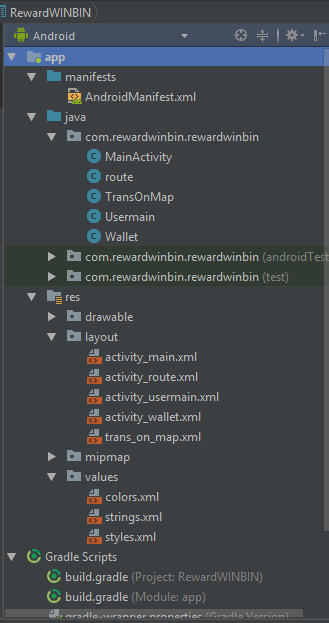 RewardWINBIN
Android
app
manifests
AndroidManifest.xml
java
com.rewardwinbin.rewardwinbin
MainActivity
route
TransOnMap
Usermain
Wallet
com.rewardwinbin.rewardwinbin (androidTest
com.rewardwinbin.rewardwinbin (test)
res
drawable
layout
activity_main.xml
activity_route.xml
activity_usermain.xml
activity_wallet.xml
trans_on_map.xml
mipmap
values
colors.xml
strings.xml
styles.xml
Gradle Scripts
build.gradle (Project: RewardWINBIN)
build.gradle (Module: app)
gradle-wrapper.properties (Gradle Version)